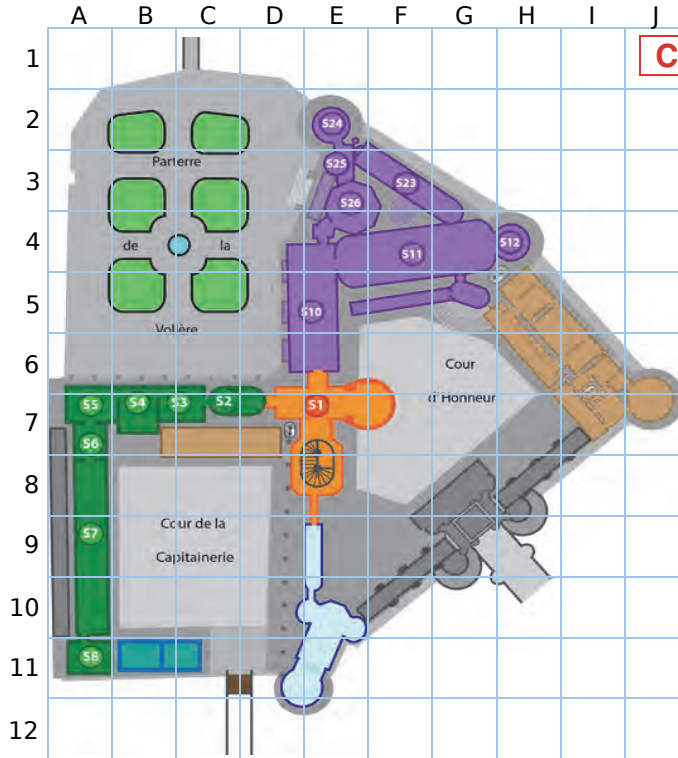 A B C D E F G H I J
1
C
2
S24
Parterre
S25
3
S23
S26
4
de
la
S11
S12
5
S10
Volière
6
Cour
d'Honneur
7
S5
S4
S3
S2
S1
S6
8
Cour de la
9
S7
Capitainerie
10
11
S8
12